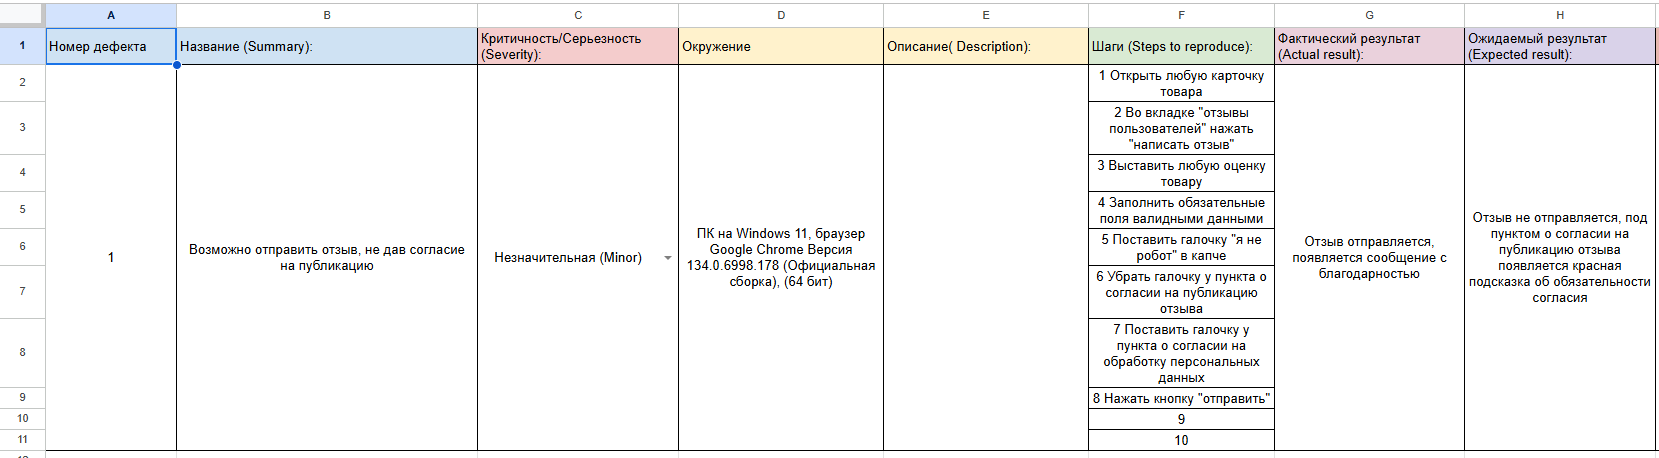 A B C D E F G H
1 Номер дефекта Название (Summary): Критичность/Серьезность Окружение Описание( Description): Шаги (Steps to reproduce): Фактический результат Ожидаемый результат
(Severity): (Actual result): (Expected result):
2 1 Открыть любую карточку
товара
3 2 Во вкладке "отзывы
пользователей" нажать
"написать отзыв"
4 3 Выставить любую оценку
товару
5 4 Заполнить обязательные
поля валидными данными
6 5 Поставить галочку "я не
робот" в капче
7 6 Убрать галочку у пункта о
согласии на публикацию
отзыва
8 7 Поставить галочку у
пункта о согласии на
обработку персональных
данных
9 8 Нажать кнопку "отправить"
10 9
11 10
1
Возможно отправить отзыв, не дав согласие
на публикацию
Незначительная (Minor)
ПК на Windows 11, браузер
Google Chrome Версия
134.0.6998.178 (Официальная
сборка), (64 бит)
Отзыв отправляется,
появляется сообщение с
благодарностью
Отзыв не отправляется, под
пунктом о согласии на
публикацию отзыва
появляется красная
подсказка об обязательности
согласия